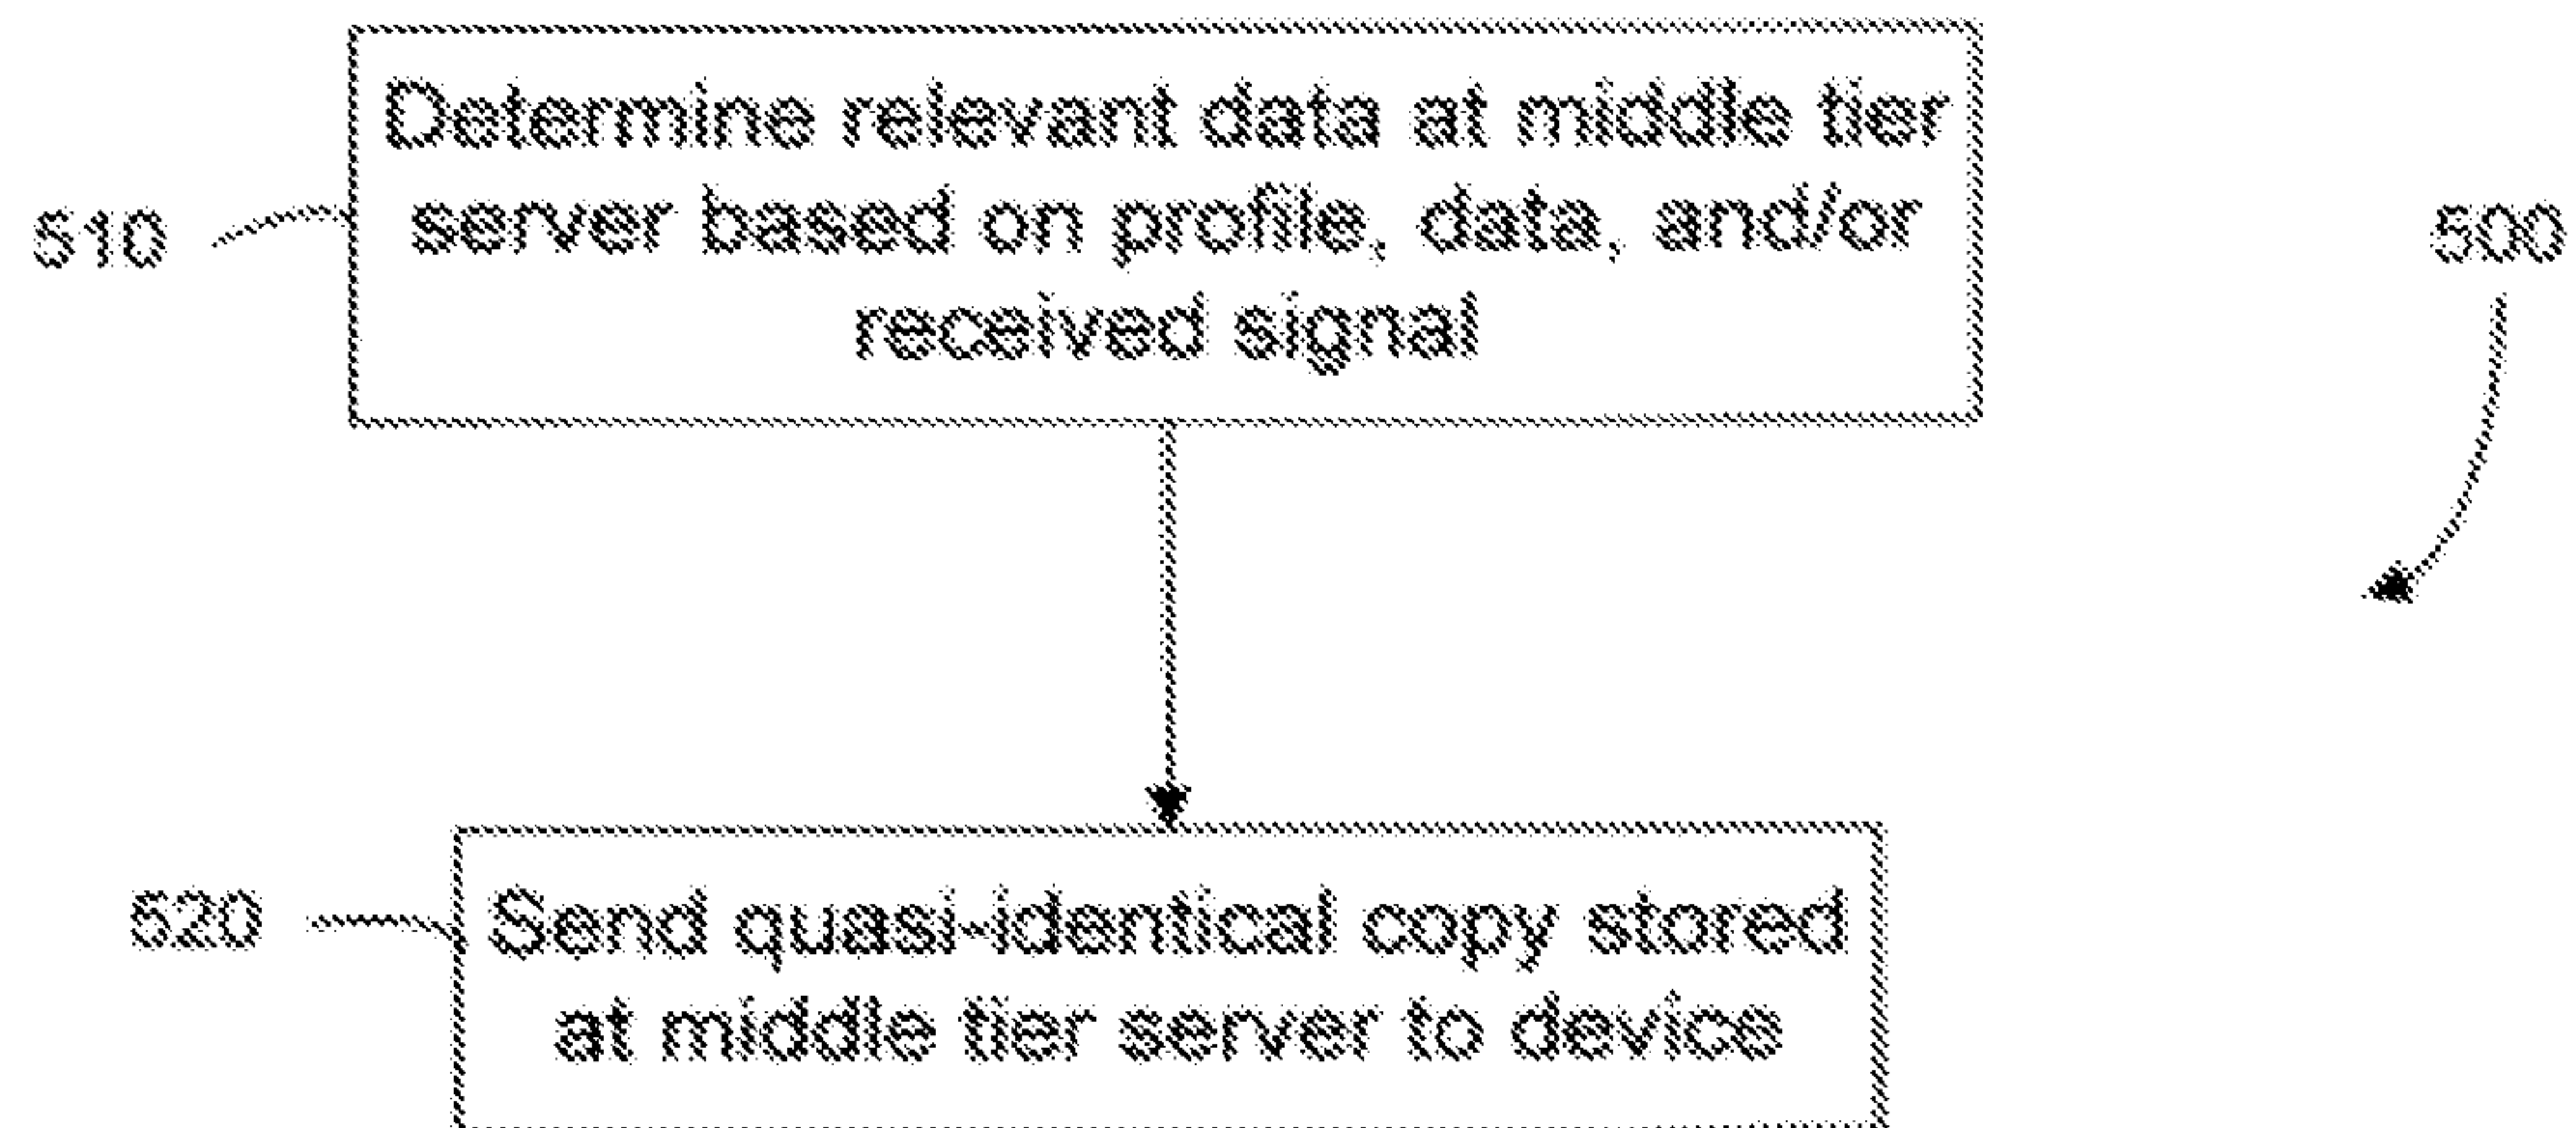 Determine relevant data at middle tier
server based on profile, data, and/or
received signal
510
500
520
Send quasi-identical copy stored
at middle tier server to device